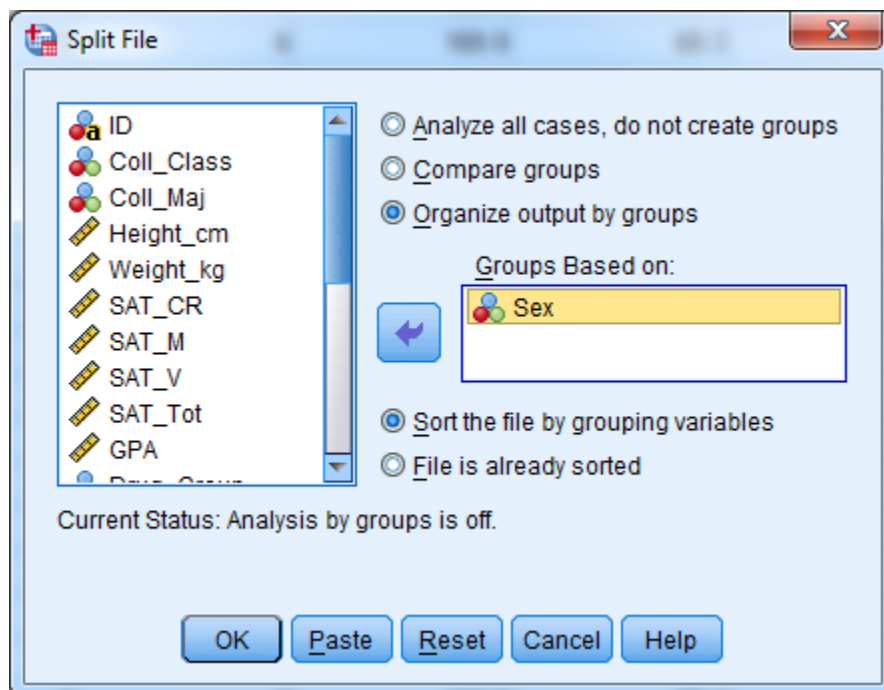 Split File
ID
Coll_Class
Coll_Maj
Height_cm
Weight_kg
SAT_CR
SAT_M
SAT_V
SAT_Tot
GPA
Analyze all cases, do not create groups
Compare groups
Organize output by groups
Groups Based on:
Sex
Sort the file by grouping variables
File is already sorted
Current Status: Analysis by groups is off.
OK Paste Reset Cancel Help